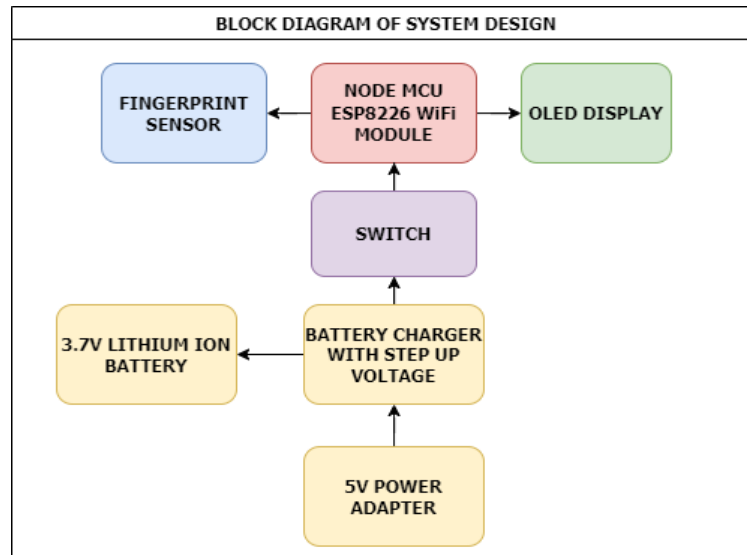 BLOCK DIAGRAM OF SYSTEM DESIGN
FINGERPRINT
SENSOR
NODE MCU
ESP8226 WiFi
MODULE
OLED DISPLAY
SWITCH
3.7V LITHIUM ION
BATTERY
BATTERY CHARGER
WITH STEP UP
VOLTAGE
5V POWER
ADAPTER